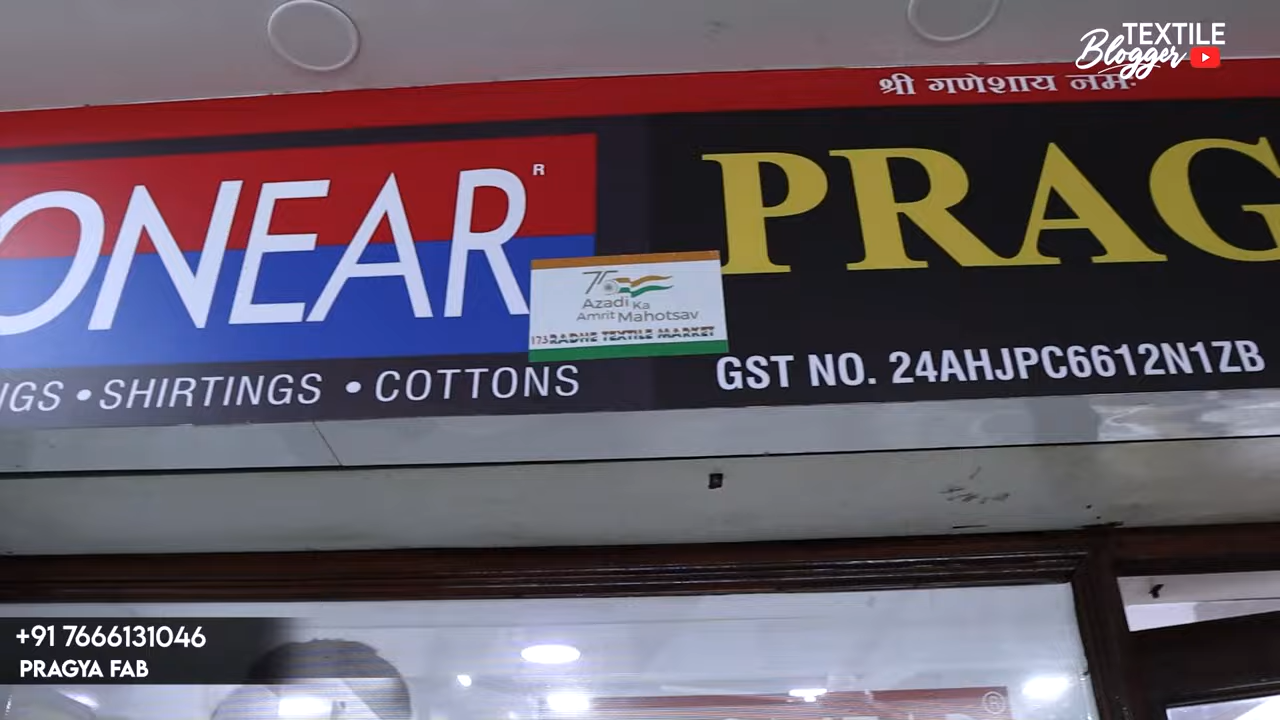 TEXTILE
Blogger
श्री गणेशाय नमः
ONEAR R
PRAG
75
Azadi Ka
Amrit Mahotsav
173 RADHE TEXTILE MARKET
NGS • SHIRTINGS • COTTONS
GST NO. 24AHJPC6612N1ZB
+91 7666131046
PRAGYA FAB